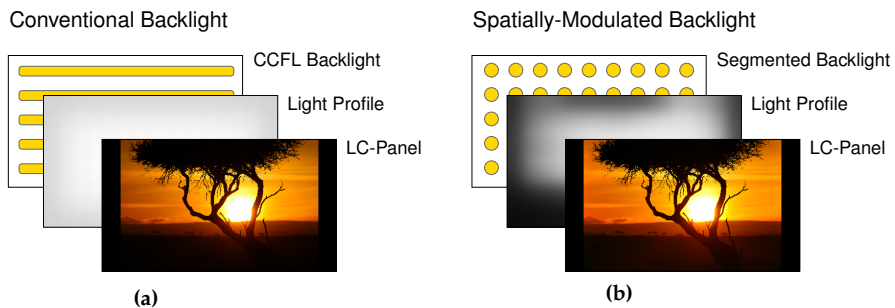 Conventional Backlight
CCFL Backlight
Light Profile
LC-Panel
(a)
Spatially-Modulated Backlight
Segmented Backlight
Light Profile
LC-Panel
(b)